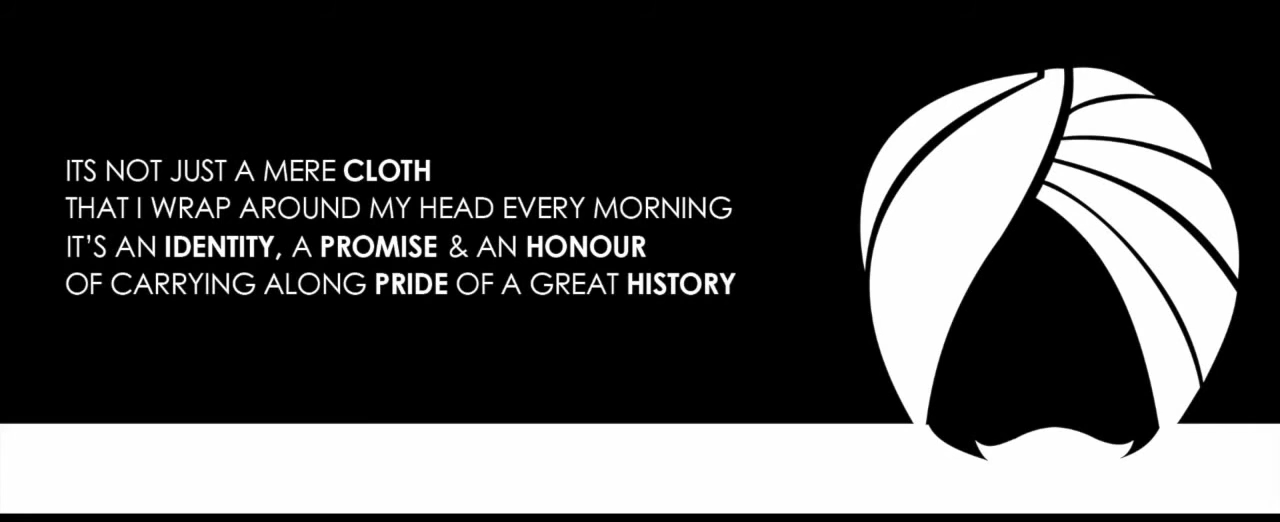 ITS NOT JUST A MERE CLOTH
THAT I WRAP AROUND MY HEAD EVERY MORNING
IT'S AN IDENTITY, A PROMISE & AN HONOUR
OF CARRYING ALONG PRIDE OF A GREAT HISTORY